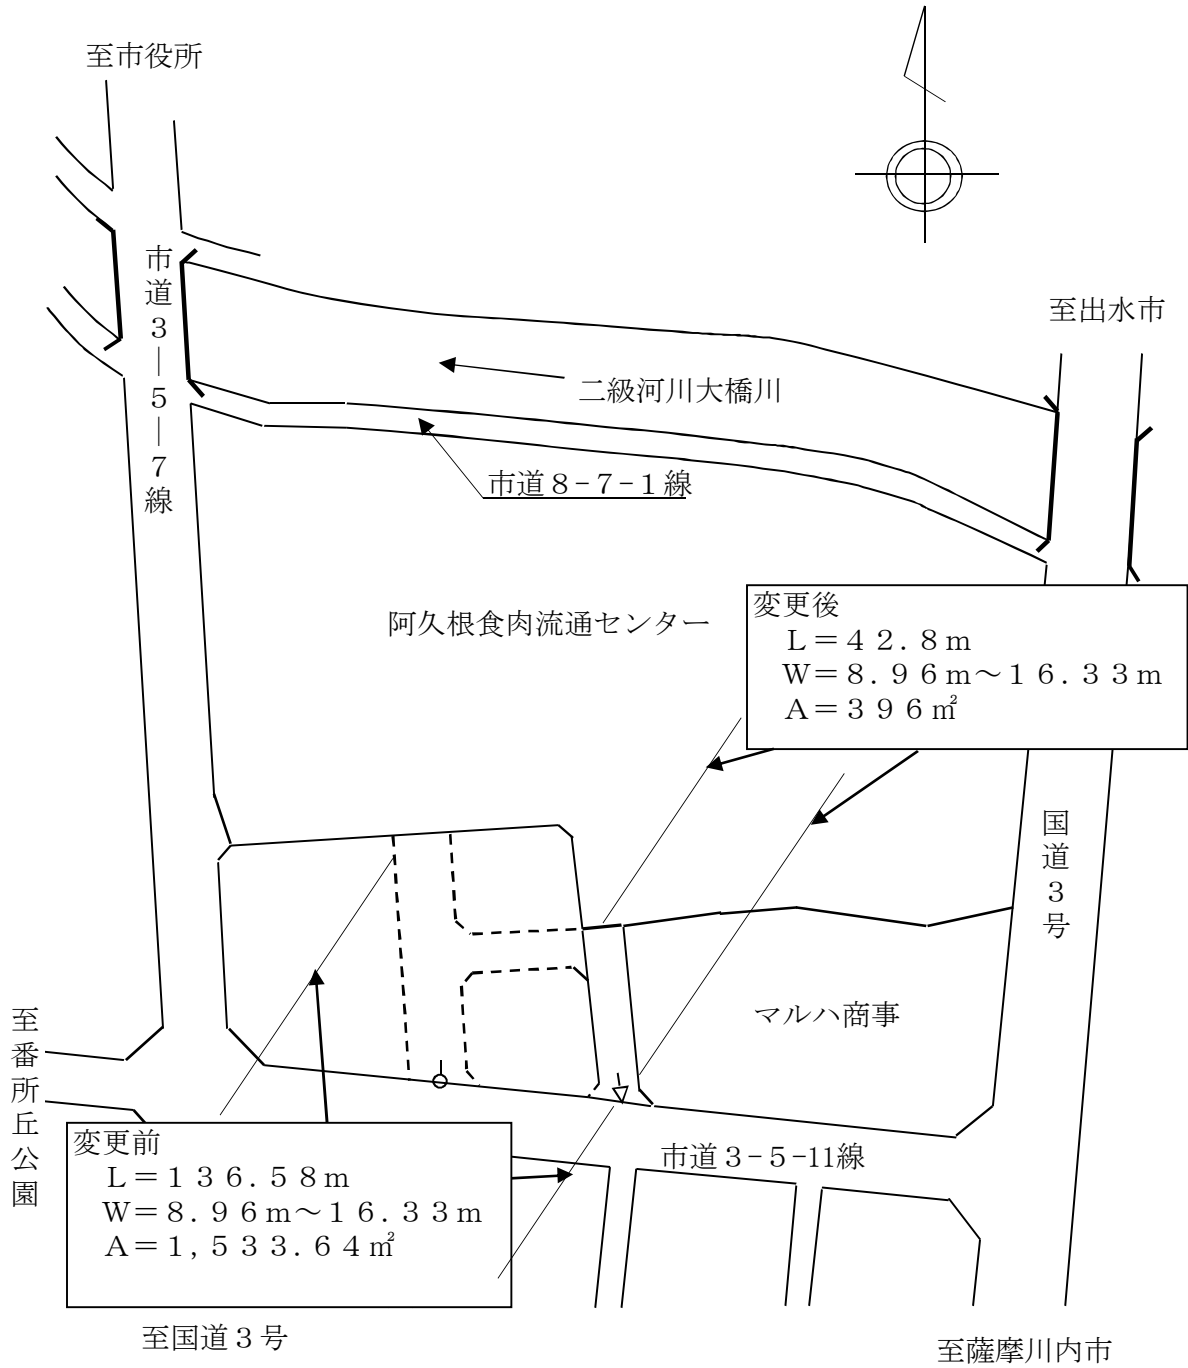 至市役所
市道３―５―７線
至出水市
二級河川大橋川
市道８-７-１線
阿久根食肉流通センター
変更後
Ｌ＝４２.８ｍ
Ｗ＝８.９６ｍ～１６.３３ｍ
Ａ＝３９６㎡
国道３号
マルハ商事
至番所丘公園
変更前
Ｌ＝１３６.５８ｍ
Ｗ＝８.９６ｍ～１６.３３ｍ
Ａ＝１,５３３.６４㎡
市道３-５-11線
至国道３号
至薩摩川内市